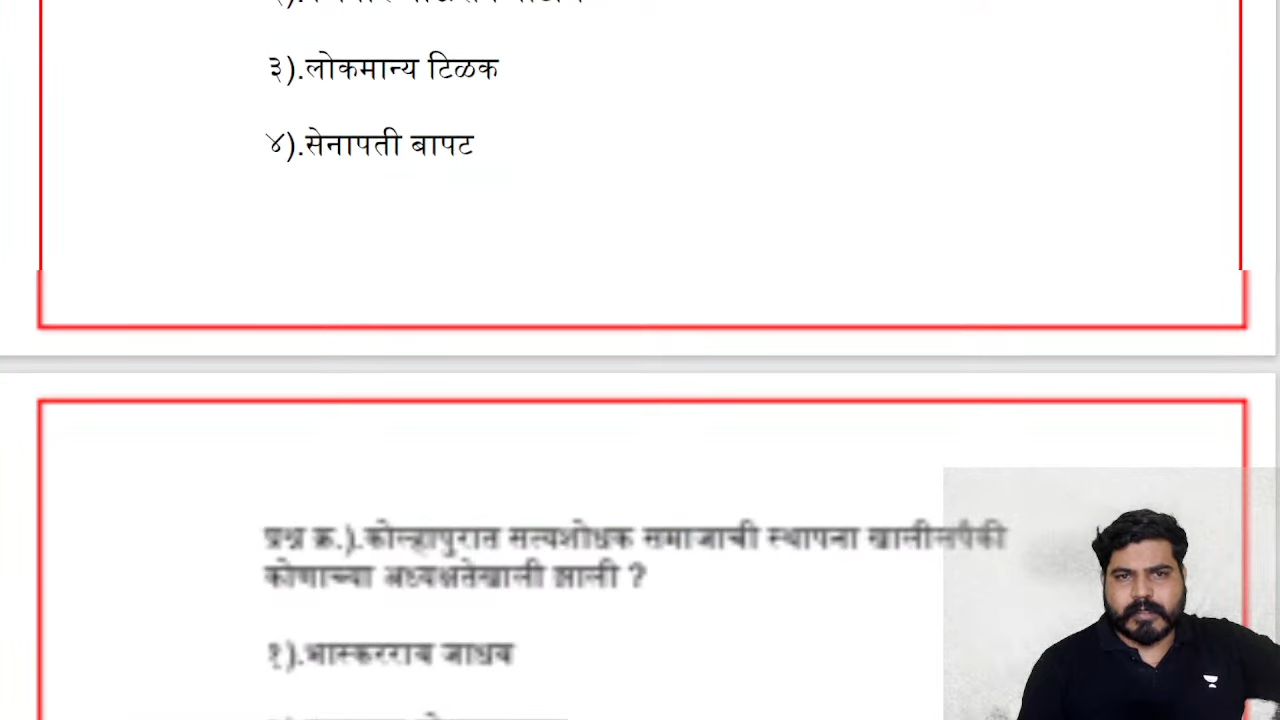 ३).लोकमान्य टिळक
४).सेनापती बापट
प्रश्न क्र.).कोल्हापुरात सत्यशोधक समाजाची स्थापना खालीलपैकी
कोणाच्या अध्यक्षतेखाली झाली ?
१).भास्करराव जाधव